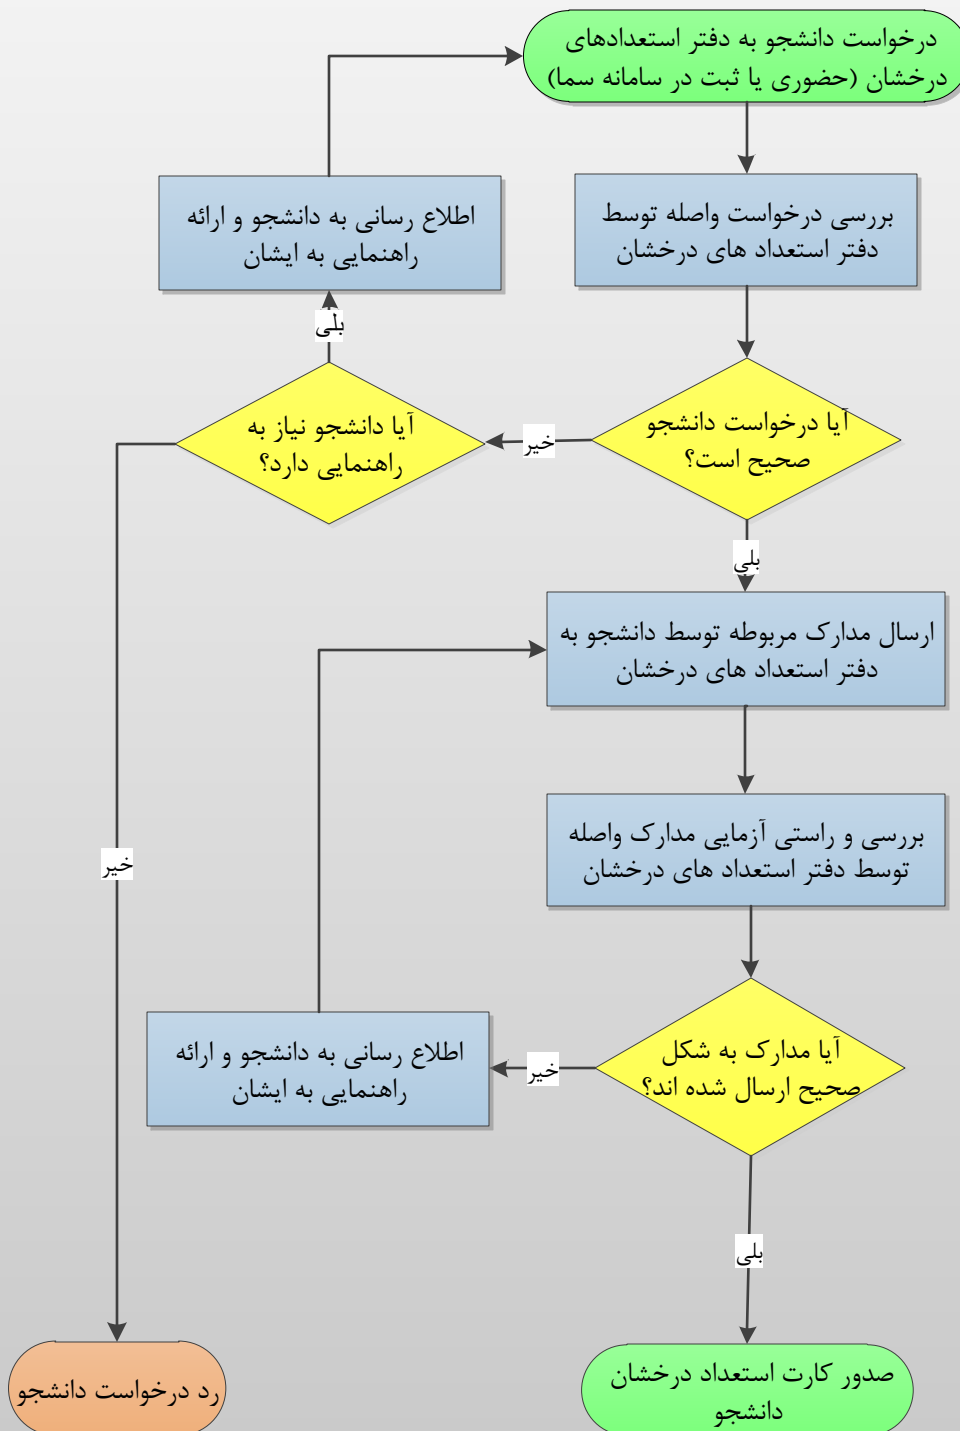 درخواست دانشجو به دفتر استعدادهای
درخشان (حضوری یا ثبت در سامانه سما)
بررسی درخواست واصله توسط
دفتر استعداد های درخشان
اطلاع رسانی به دانشجو و ارائه
راهنمایی به ایشان
بلی
آیا درخواست دانشجو
صحیح است؟
خیر
آیا دانشجو نیاز به
راهنمایی دارد؟
بلی
ارسال مدارک مربوطه توسط دانشجو به
دفتر استعداد های درخشان
بررسی و راستی آزمایی مدارک واصله
توسط دفتر استعداد های درخشان
خیر
آیا مدارک به شکل
صحیح ارسال شده اند؟
خیر
اطلاع رسانی به دانشجو و ارائه
راهنمایی به ایشان
بلی
صدور کارت استعداد درخشان
دانشجو
رد درخواست دانشجو